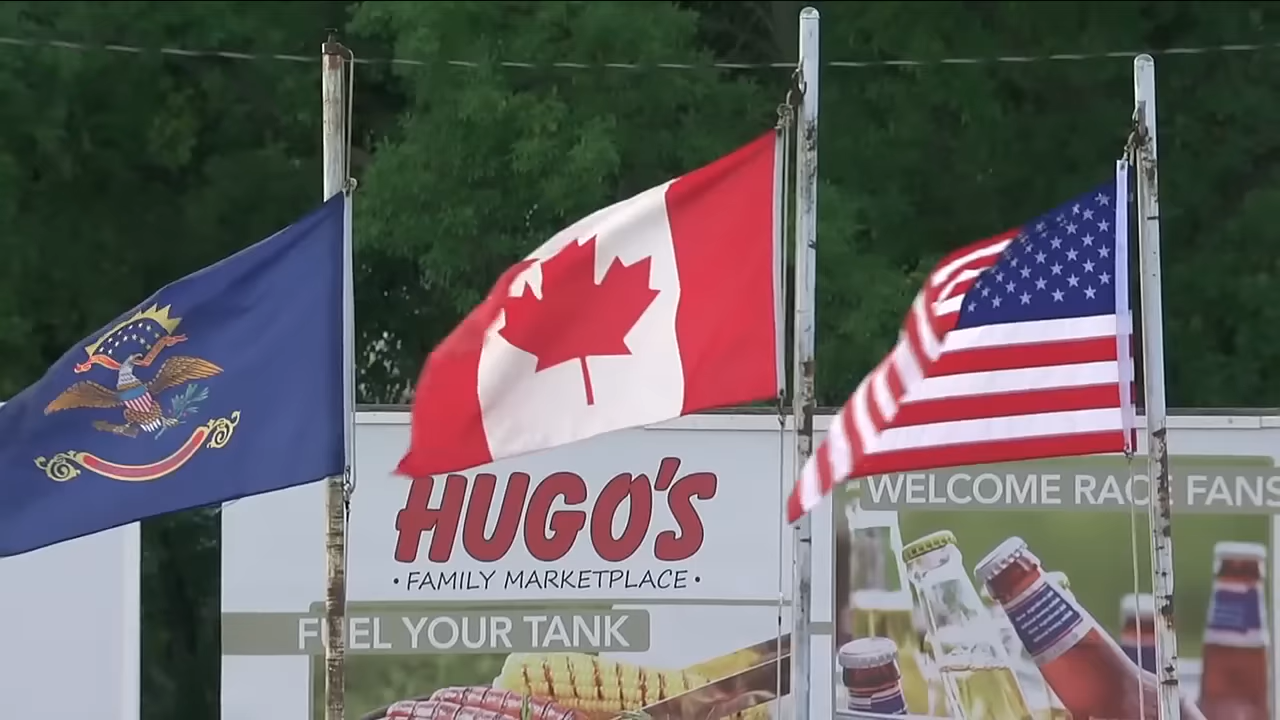 HUGO'S
• FAMILY MARKETPLACE •
FUEL YOUR TANK
WELCOME RACE FANS